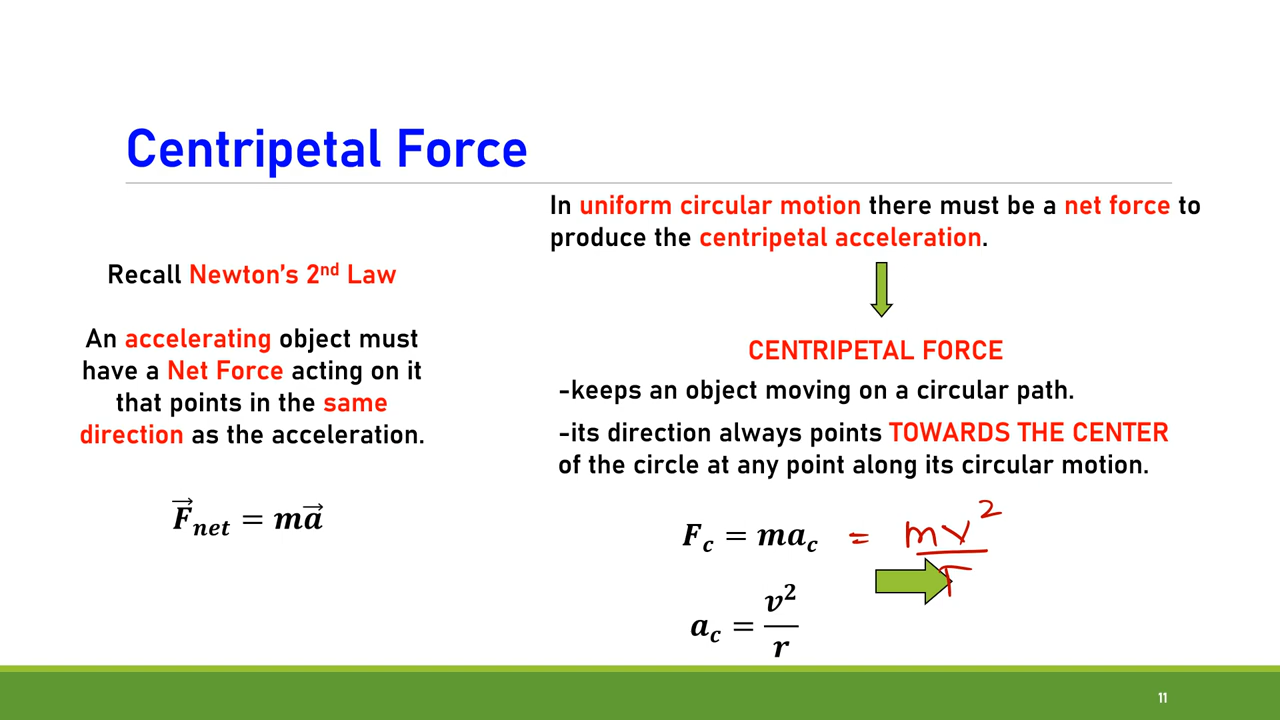 Centripetal Force
Recall Newton's 2nd Law
An accelerating object must
have a Net Force acting on it
that points in the same
direction as the acceleration.
F⃗net = ma⃗
In uniform circular motion there must be a net force to
produce the centripetal acceleration.
CENTRIPETAL FORCE
-keeps an object moving on a circular path.
-its direction always points TOWARDS THE CENTER
of the circle at any point along its circular motion.
Fc = mac = mv²/r
ac = v²/r
11